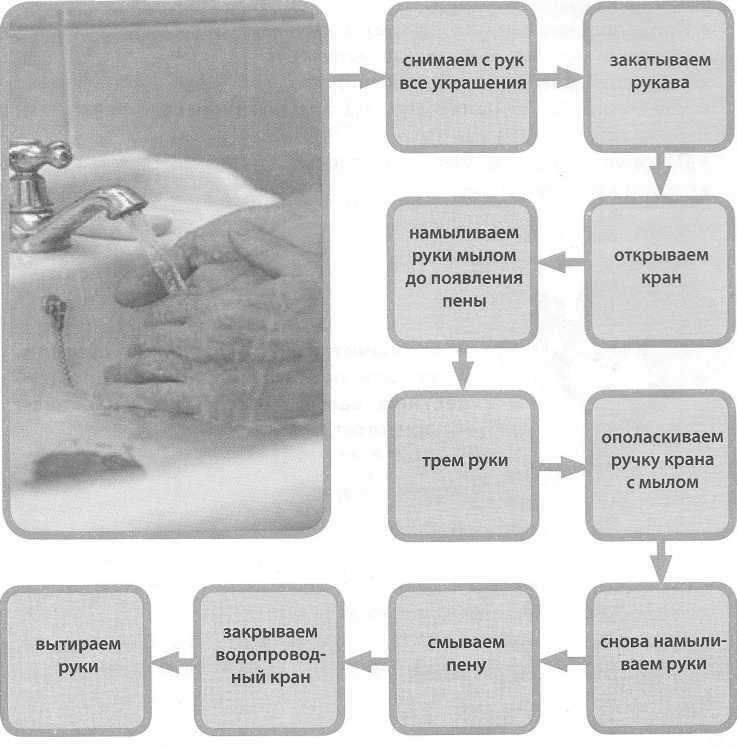 снимаем с рук
все украшения
закатываем
рукава
открываем
кран
намыливаем
руки мылом
до появления
пены
трем руки
ополаскиваем
ручку крана
с мылом
снова намыли-
ваем руки
смываем
пену
закрываем
водопровод-
ный кран
вытираем
руки